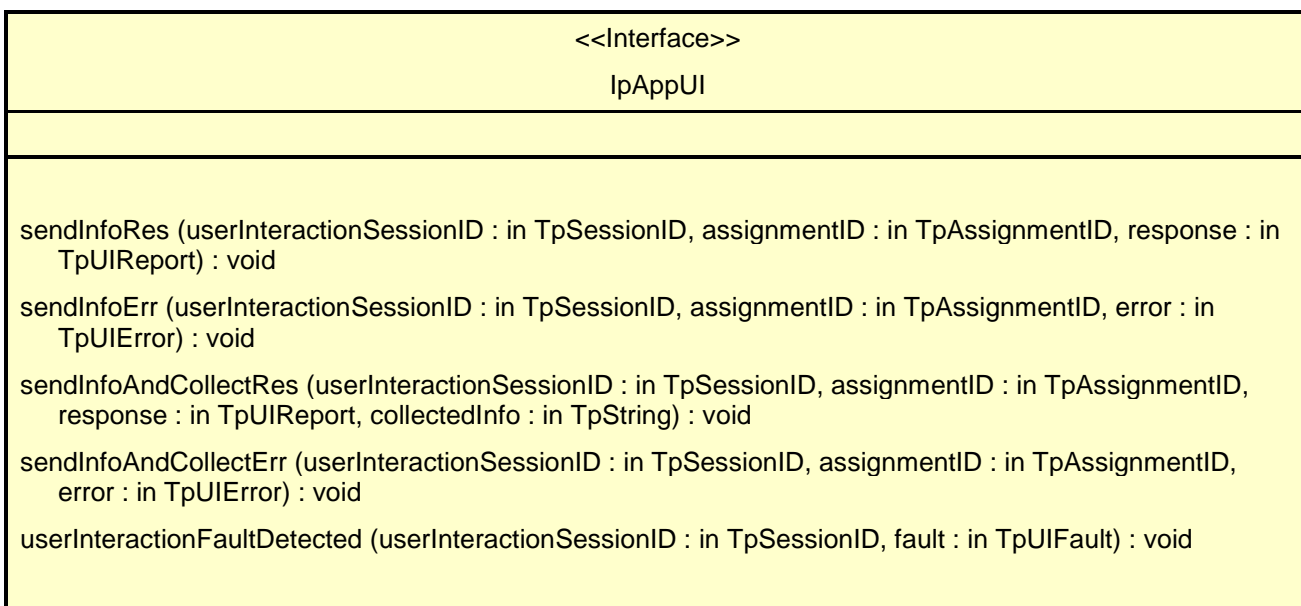 <<Interface>>
IpAppUI
sendInfoRes (userInteractionSessionID : in TpSessionID, assignmentID : in TpAssignmentID, response : in
TpUIReport) : void
sendInfoErr (userInteractionSessionID : in TpSessionID, assignmentID : in TpAssignmentID, error : in
TpUIError) : void
sendInfoAndCollectRes (userInteractionSessionID : in TpSessionID, assignmentID : in TpAssignmentID,
response : in TpUIReport, collectedInfo : in TpString) : void
sendInfoAndCollectErr (userInteractionSessionID : in TpSessionID, assignmentID : in TpAssignmentID,
error : in TpUIError) : void
userInteractionFaultDetected (userInteractionSessionID : in TpSessionID, fault : in TpUIFault) : void